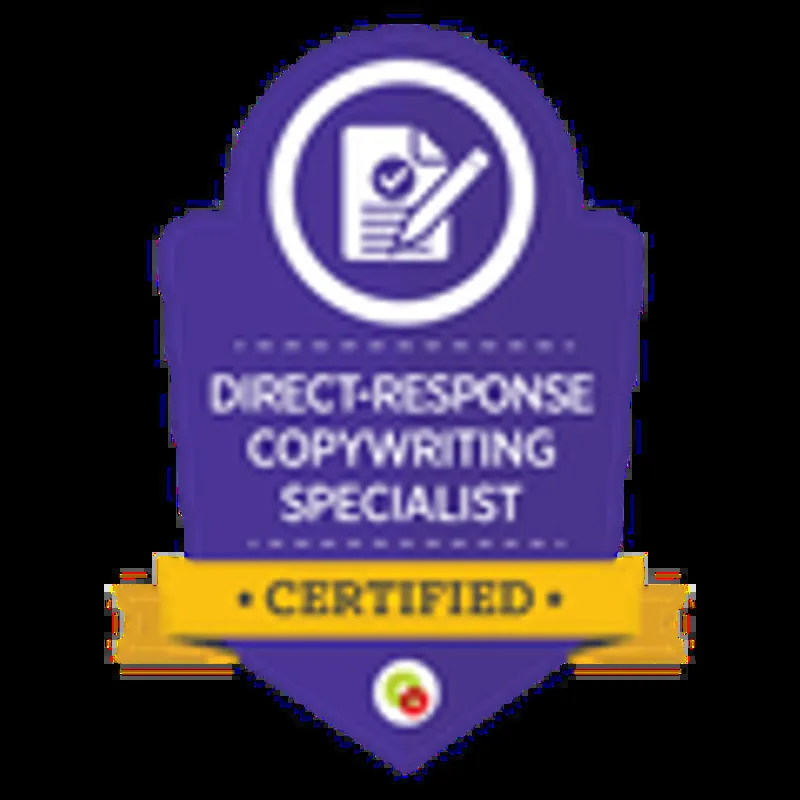 DIRECT-RESPONSE
COPYWRITING
SPECIALIST
• CERTIFIED •